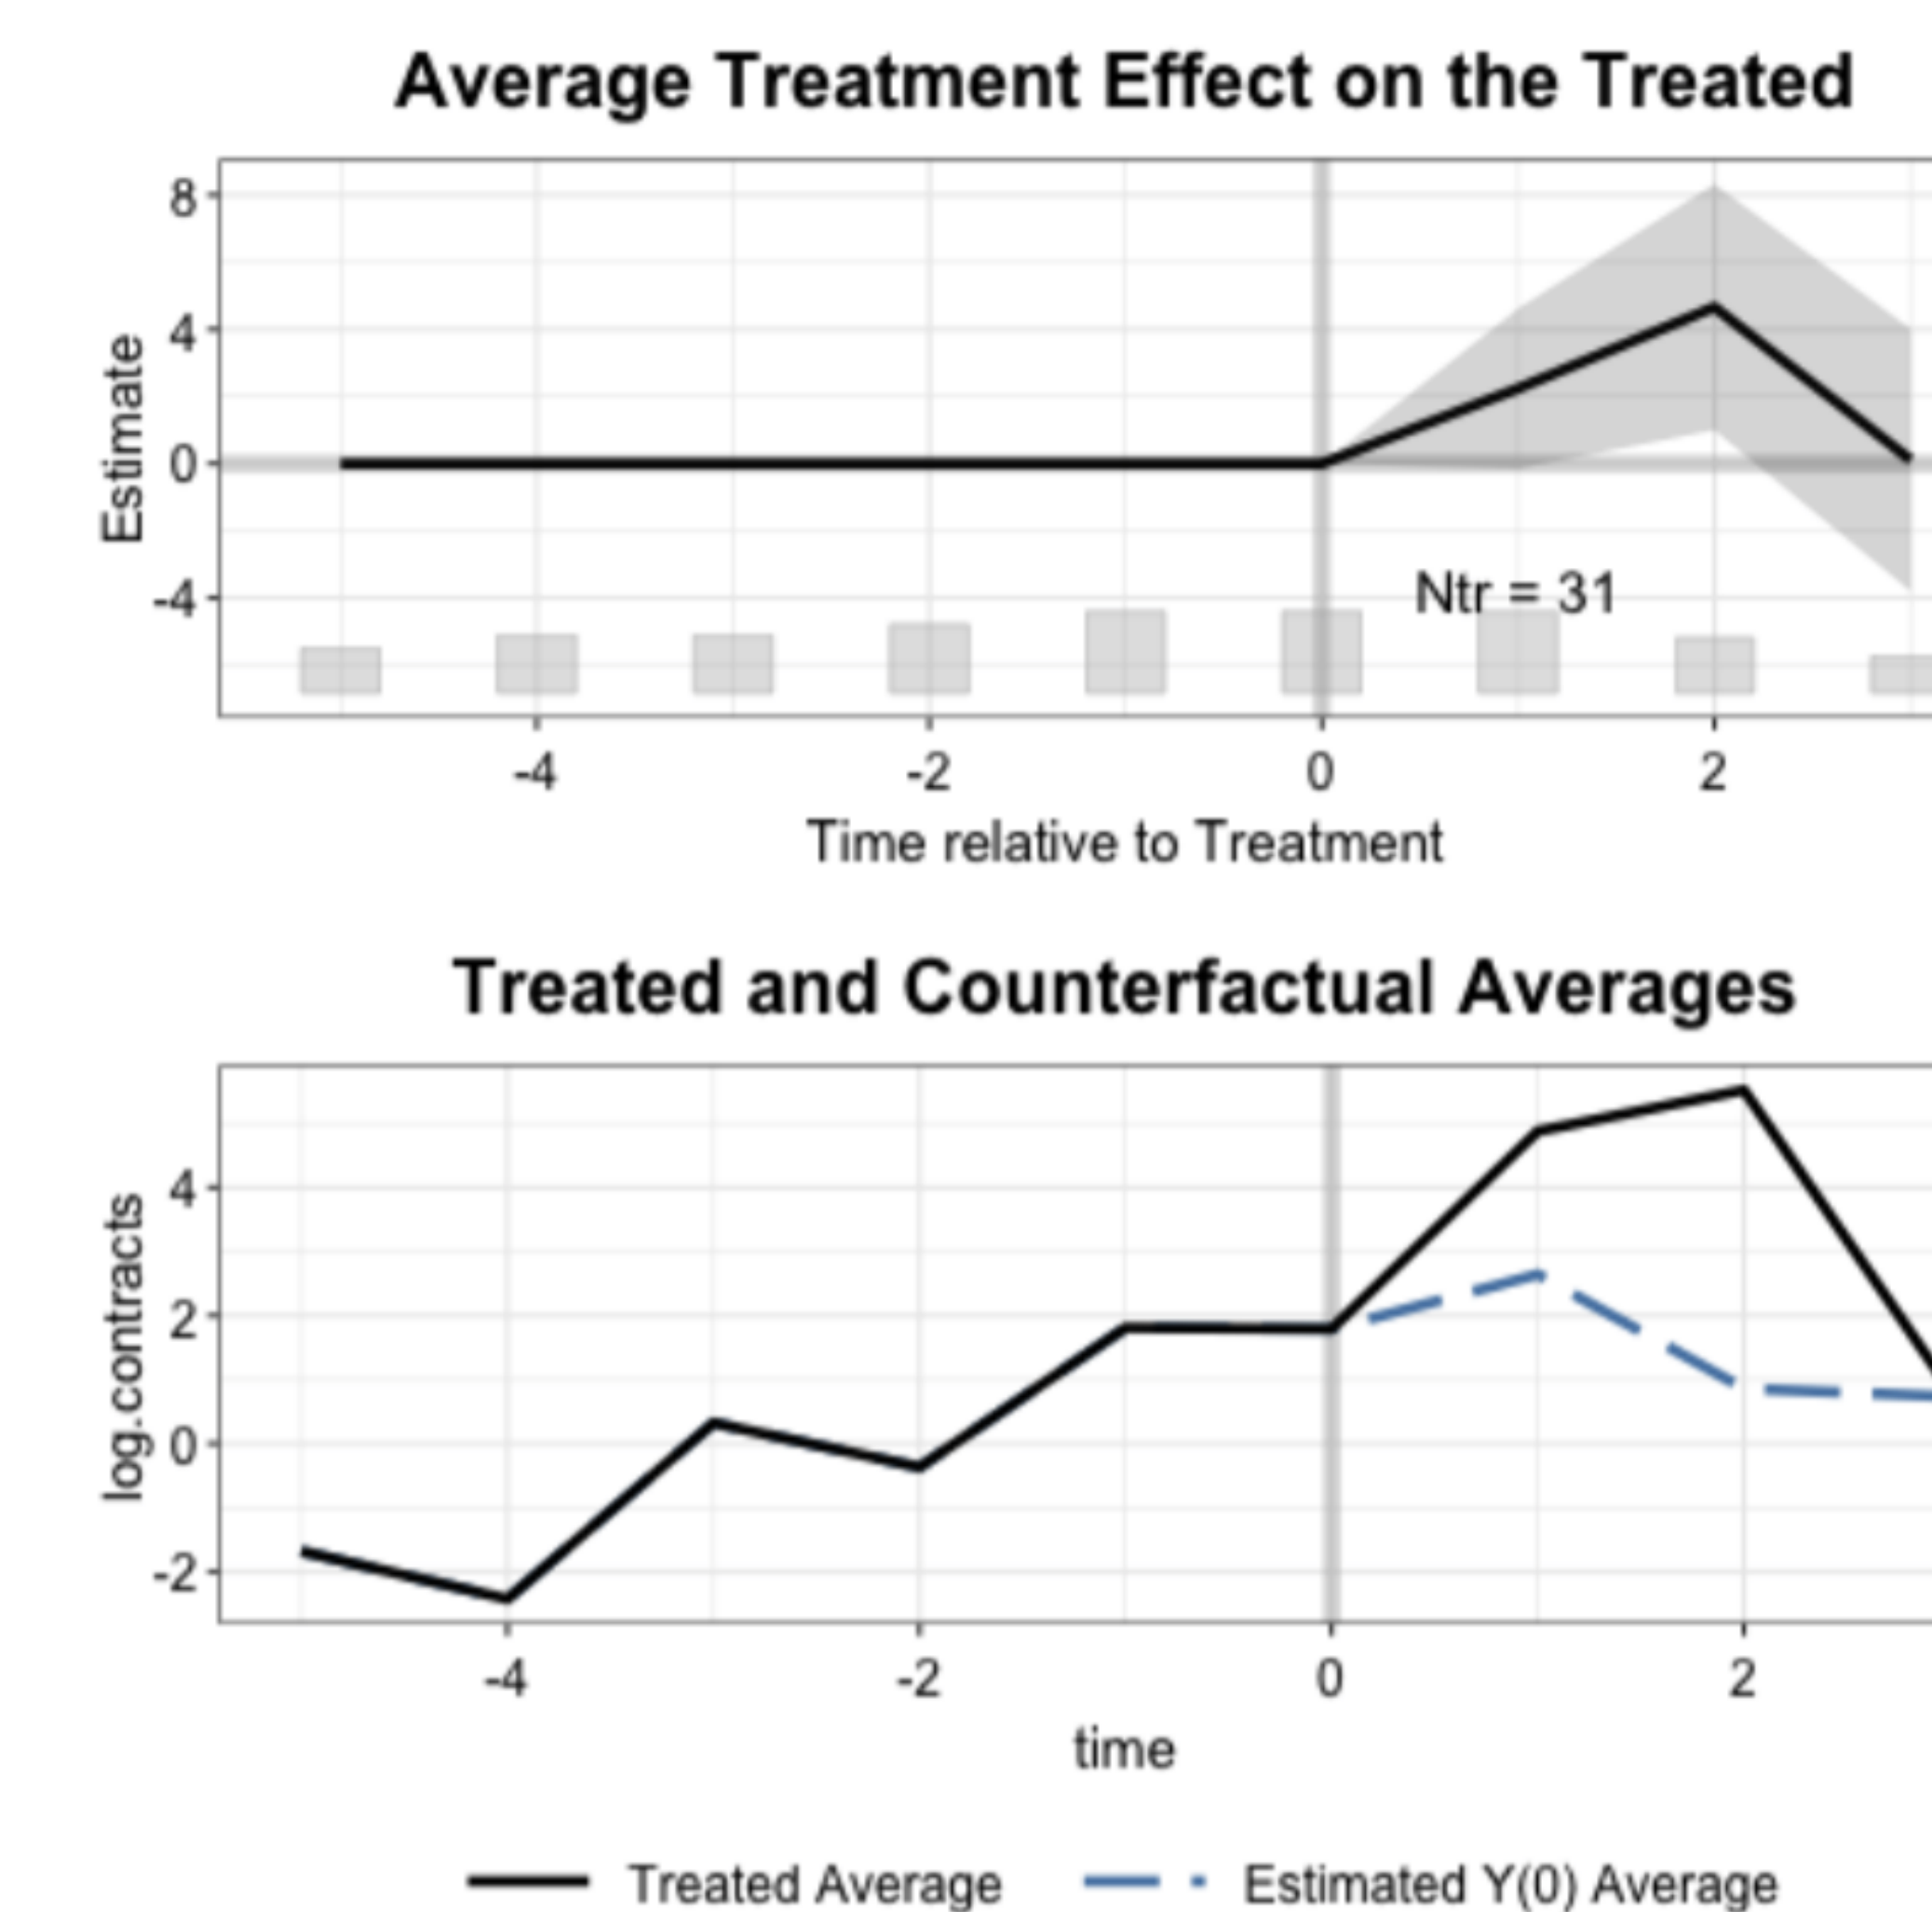 Average Treatment Effect on the Treated
8
4
0
-4
Estimate
Ntr = 31
-4 -2 0 2
Time relative to Treatment
Treated and Counterfactual Averages
4
2
0
-2
log.contracts
-4 -2 0 2
time
Treated Average Estimated Y(0) Average